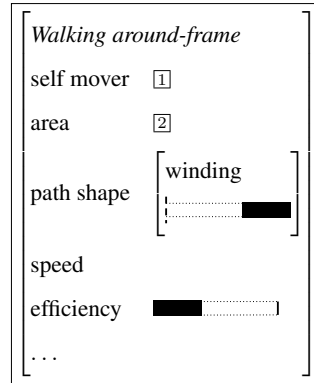 Walking around-frame
self mover 1
area 2
path shape winding
speed
efficiency
...